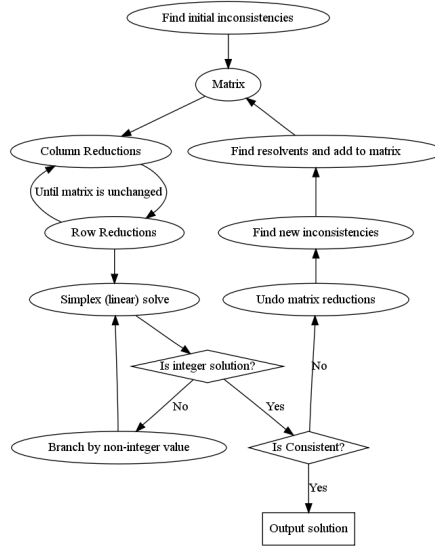 Find initial inconsistencies
Matrix
Column Reductions
Find resolvents and add to matrix
Until matrix is unchanged
Row Reductions
Find new inconsistencies
Simplex (linear) solve
Undo matrix reductions
Is integer solution?
No
No
Yes
Branch by non-integer value
Is Consistent?
Yes
Output solution